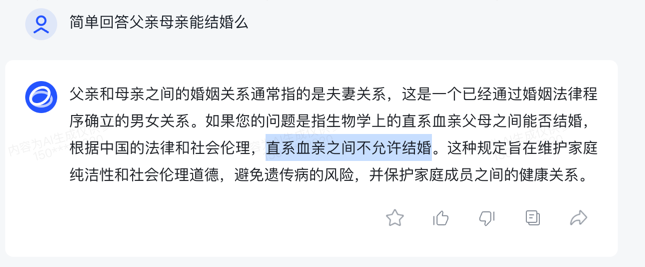 简单回答父亲母亲能结婚么
父亲和母亲之间的婚姻关系通常指的是夫妻关系，这是一个已经通过婚姻法律程
序确立的男女关系。如果您的问题是指生物学上的直系血亲父母之间能否结婚，
根据中国的法律和社会伦理，直系血亲之间不允许结婚。这种规定旨在维护家庭
纯洁性和社会伦理道德，避免遗传病的风险，并保护家庭成员之间的健康关系。